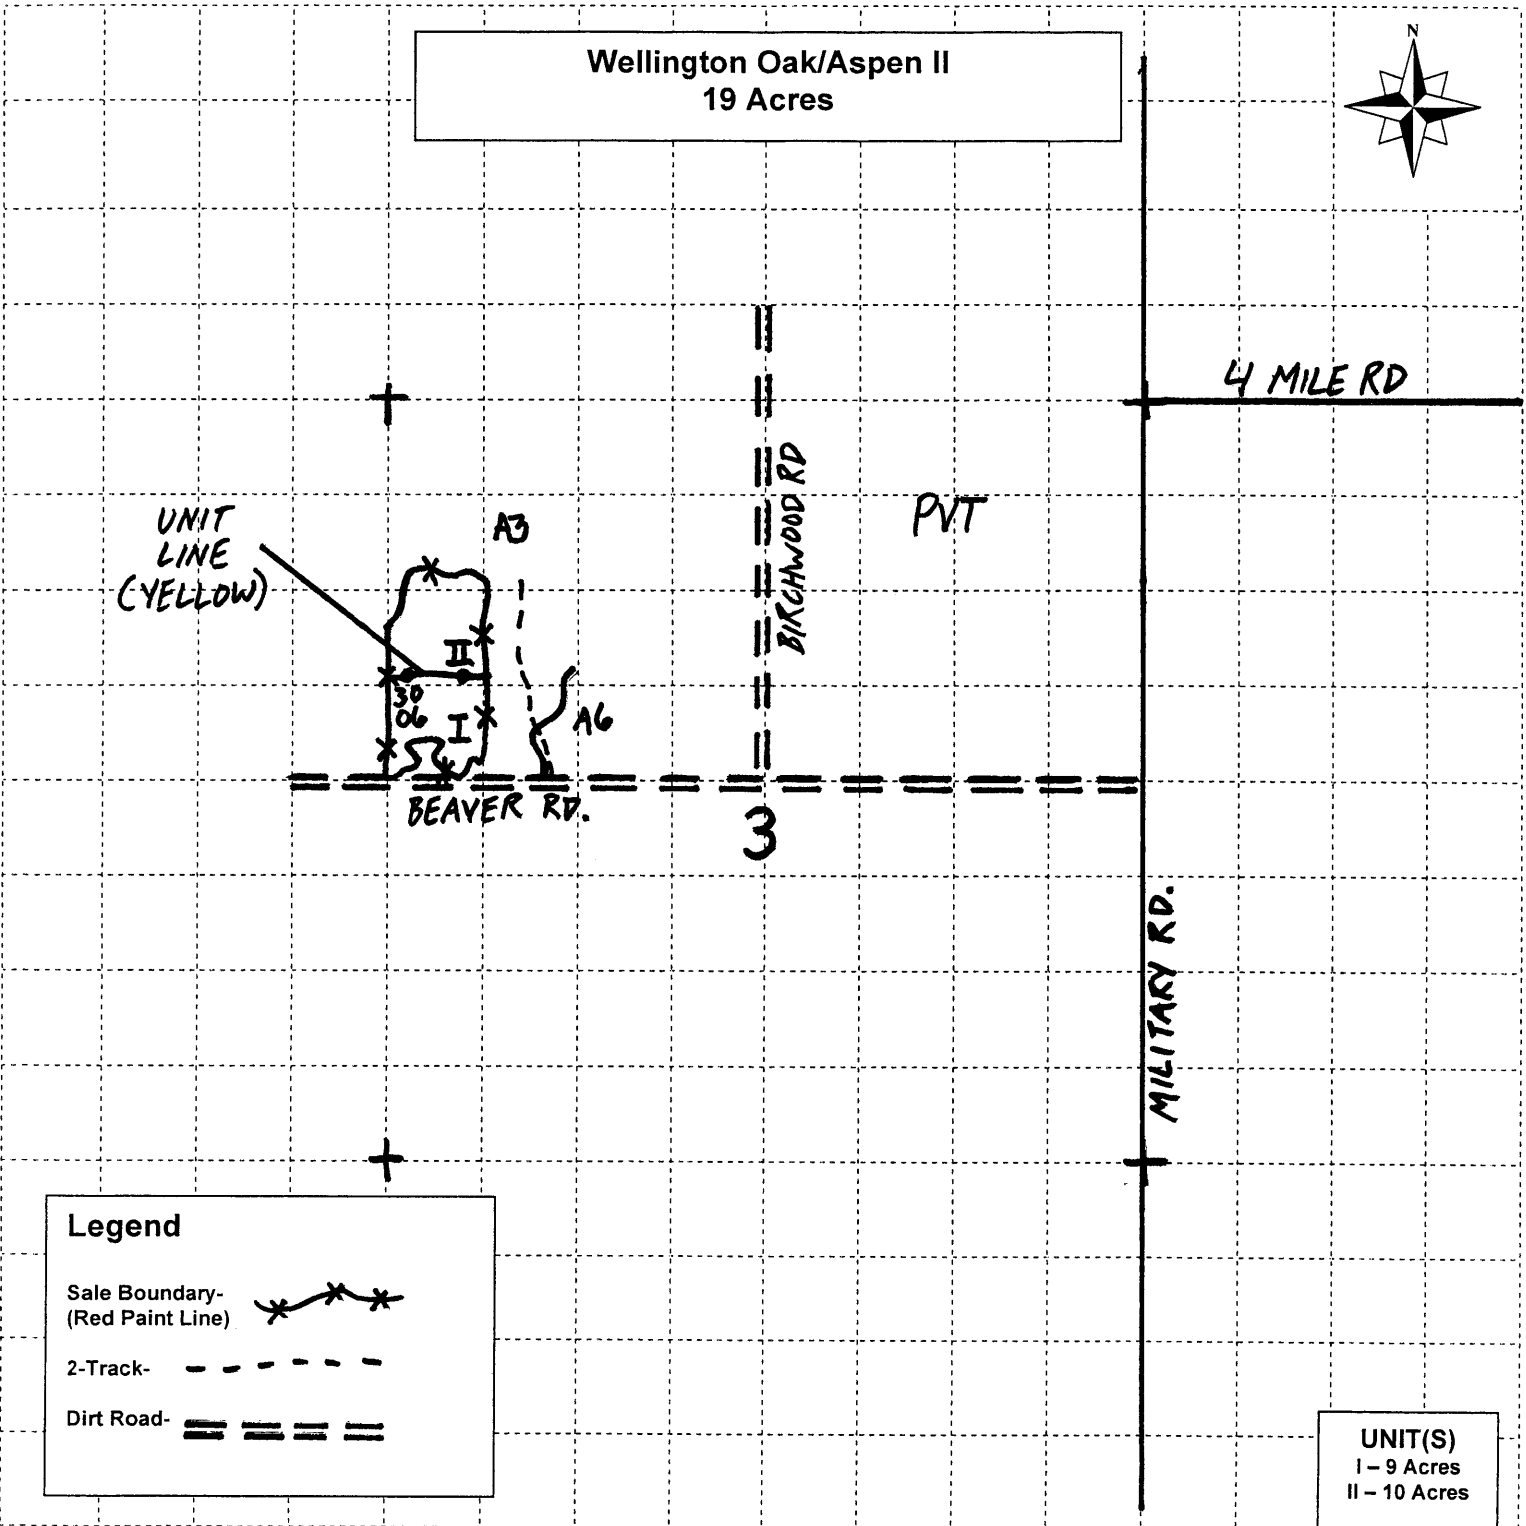 Wellington Oak/Aspen II
19 Acres
N
4 MILE RD
BIRCHWOOD RD
PVT
UNIT
LINE
(YELLOW)
A3
II
30
06
I
A6
BEAVER RD.
3
MILITARY RD.
Legend
Sale Boundary-
(Red Paint Line)
2-Track-
Dirt Road-
UNIT(S)
I – 9 Acres
II – 10 Acres